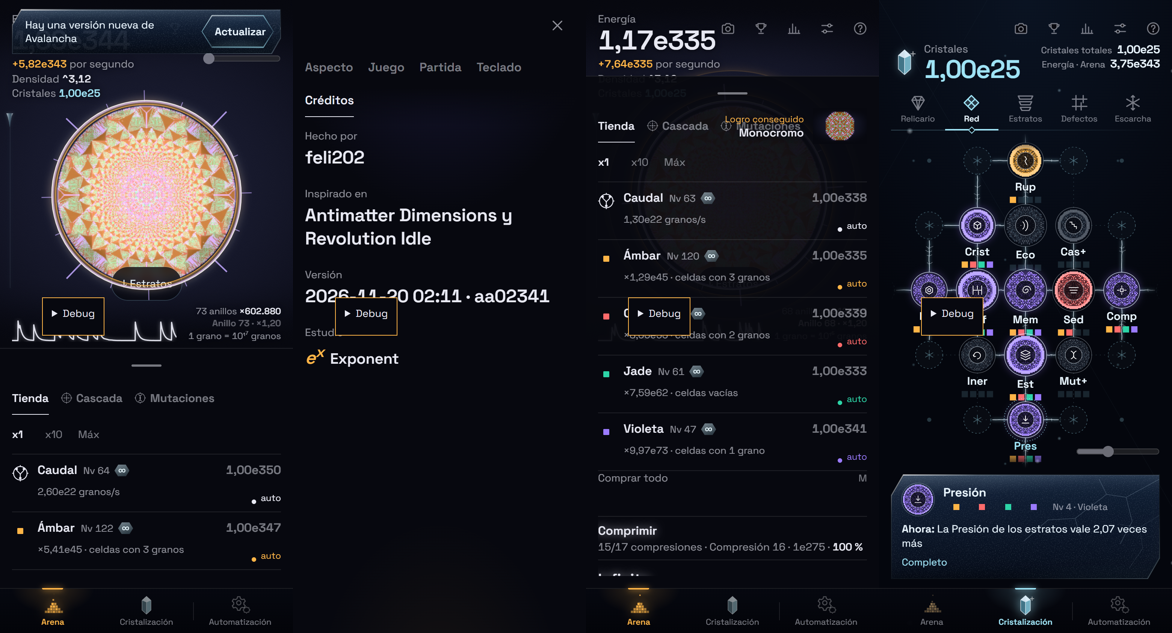 Hay una versión nueva de
Avalancha
Actualizar
+5,82e343 por segundo
Densidad ^3,12
Cristales 1,00e25
Estratos
Debug
73 anillos ×602.880
Anillo 73 · ×1,20
1 grano = 10⁴⁷ granos
Tienda
Cascada
Mutaciones
x1
x10
Máx
Caudal Nv 64 ∞
1,00e350
2,60e22 granos/s
auto
Ámbar Nv 122 ∞
1,00e347
×5,41e45 · celdas con 3 granos
auto
Arena
Cristalización
Automatización
Aspecto
Juego
Partida
Teclado
Créditos
Hecho por
feli202
Inspirado en
Antimatter Dimensions y
Revolution Idle
Versión
2026-11-20 02:11 · aa02341
Debug
Estud
eˣ Exponent
Energía
1,17e335
+7,64e335 por segundo
Logro conseguido
Monocromo
Tienda
Cascada
Mutaciones
x1
x10
Máx
Caudal Nv 63 ∞
1,00e338
1,30e22 granos/s
auto
Ámbar Nv 120 ∞
1,00e335
×1,29e45 · celdas con 3 granos
auto
Debug
1,00e339
celdas con 2 granos
auto
Jade Nv 61 ∞
1,00e333
×7,59e62 · celdas vacías
auto
Violeta Nv 47 ∞
1,00e341
×9,97e73 · celdas con 1 grano
auto
Comprar todo
M
Comprimir
15/17 compresiones · Compresión 16 · 1e275 · 100 %
Arena
Cristalización
Automatización
Cristales
1,00e25
Cristales totales 1,00e25
Energía · Arena 3,75e343
Relicario
Red
Estratos
Defectos
Escarcha
Rup
Crist
Eco
Cas+
Debug
Mem
Sed
Comp
Iner
Est
Mut+
Pres
Presión
Nv 4 · Violeta
Ahora: La Presión de los estratos vale 2,07 veces
más
Completo
Arena
Cristalización
Automatización